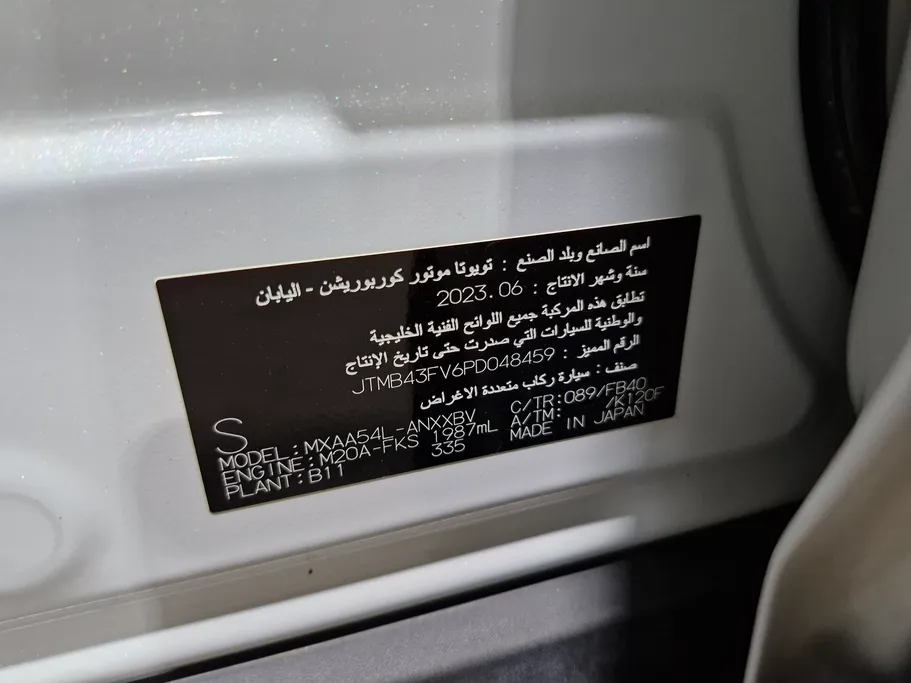 اسم الصانع وبلد الصنع : تويوتا موتور كوربوريشن - اليابان
سنة وشهر الانتاج : 2023.06
تطابق هذه المركبة جميع اللوائح الفنية الخليجية
والوطنية للسيارات التي صدرت حتى تاريخ الإنتاج
الرقم المميز : JTMB43FV6PD048459
صنف : سيارة ركاب متعددة الاغراض
S
MODEL:MXAA54L-ANXXBV C/TR:089/FB40
ENGINE:M20A-FKS 1987mL A/TM: /K120F
PLANT:B11 335 MADE IN JAPAN